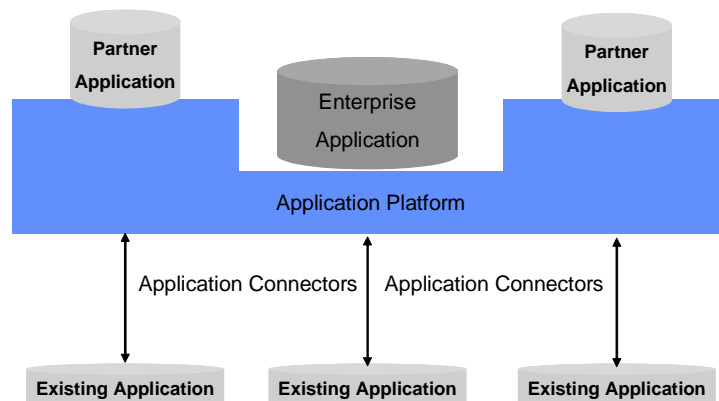 Partner
Application
Partner
Application
Enterprise
Application
Application Platform
Application Connectors
Application Connectors
Existing Application
Existing Application
Existing Application